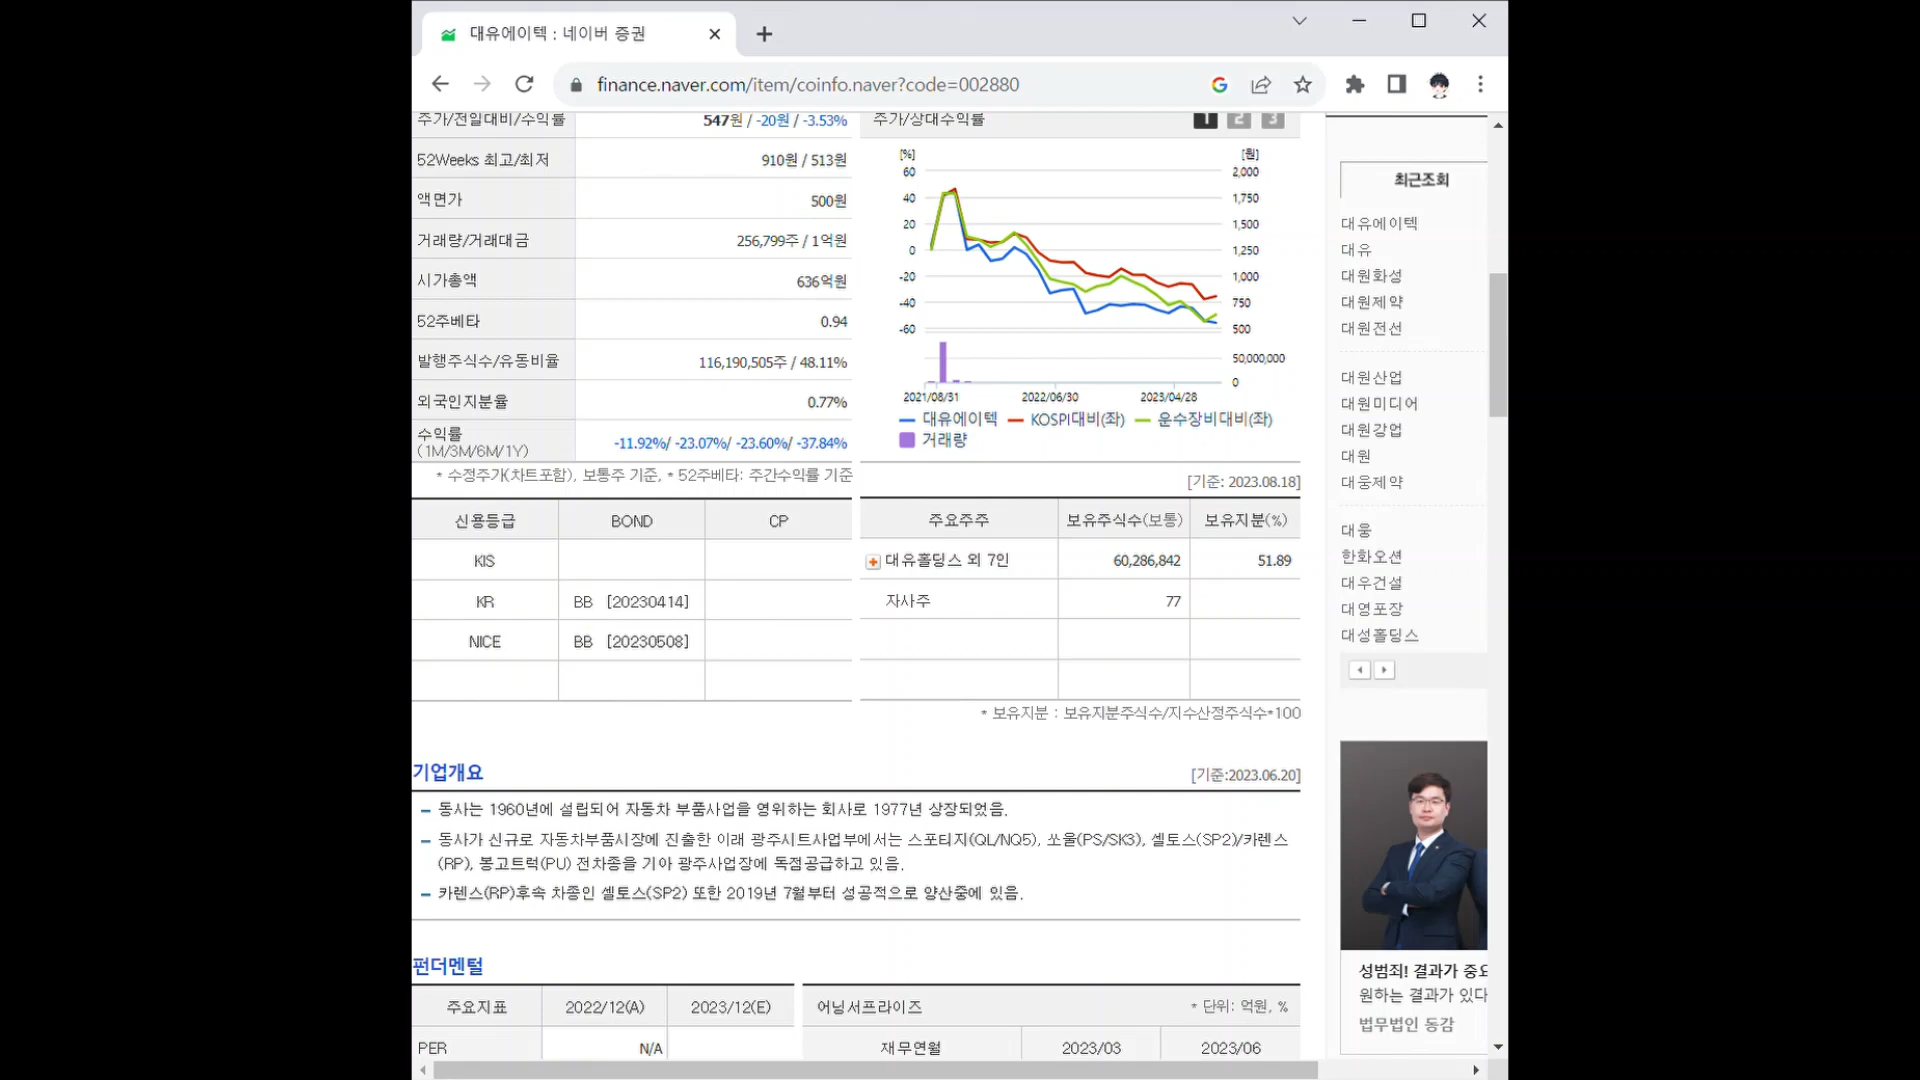 대유에이텍 : 네이버 증권
finance.naver.com/item/coinfo.naver?code=002880
주가/전일대비/수익률 547원 / -20원 / -3.53%
52Weeks 최고/최저 910원 / 513원
액면가 500원
거래량/거래대금 256,799주 / 1억원
시가총액 636억원
52주베타 0.94
발행주식수/유동비율 116,190,505주 / 48.11%
외국인지분율 0.77%
수익률
(1M/3M/6M/1Y) -11.92%/ -23.07%/ -23.60%/ -37.84%
* 수정주가(차트포함), 보통주 기준, * 52주베타: 주간수익률 기준
주가/상대수익률 1 2 3
[%] [원]
60 2,000
40 1,750
20 1,500
0 1,250
-20 1,000
-40 750
-60 500
50,000,000
0
2021/08/31 2022/06/30 2023/04/28
대유에이텍 KOSPI대비(좌) 운수장비대비(좌)
거래량
[기준: 2023.08.18]
신용등급 BOND CP
KIS
KR BB [20230414]
NICE BB [20230508]
주요주주 보유주식수(보통) 보유지분(%)
대유홀딩스 외 7인 60,286,842 51.89
자사주 77
* 보유지분 : 보유지분주식수/지수산정주식수*100
기업개요 [기준:2023.06.20]
동사는 1960년에 설립되어 자동차 부품사업을 영위하는 회사로 1977년 상장되었음.
동사가 신규로 자동차부품시장에 진출한 이래 광주시트사업부에서는 스포티지(QL/NQ5), 쏘울(PS/SK3), 셀토스(SP2)/카렌스
(RP), 봉고트럭(PU) 전차종을 기아 광주사업장에 독점공급하고 있음.
카렌스(RP)후속 차종인 셀토스(SP2) 또한 2019년 7월부터 성공적으로 양산중에 있음.
펀더멘털
주요지표 2022/12(A) 2023/12(E)
PER N/A
어닝서프라이즈 * 단위: 억원, %
재무연월 2023/03 2023/06
최근조회
대유에이텍
대유
대원화성
대원제약
대원전선
대원산업
대원미디어
대원강업
대원
대웅제약
대웅
한화오션
대우건설
대영포장
대성홀딩스
성범죄! 결과가 중요
원하는 결과가 있다
법무법인 동감